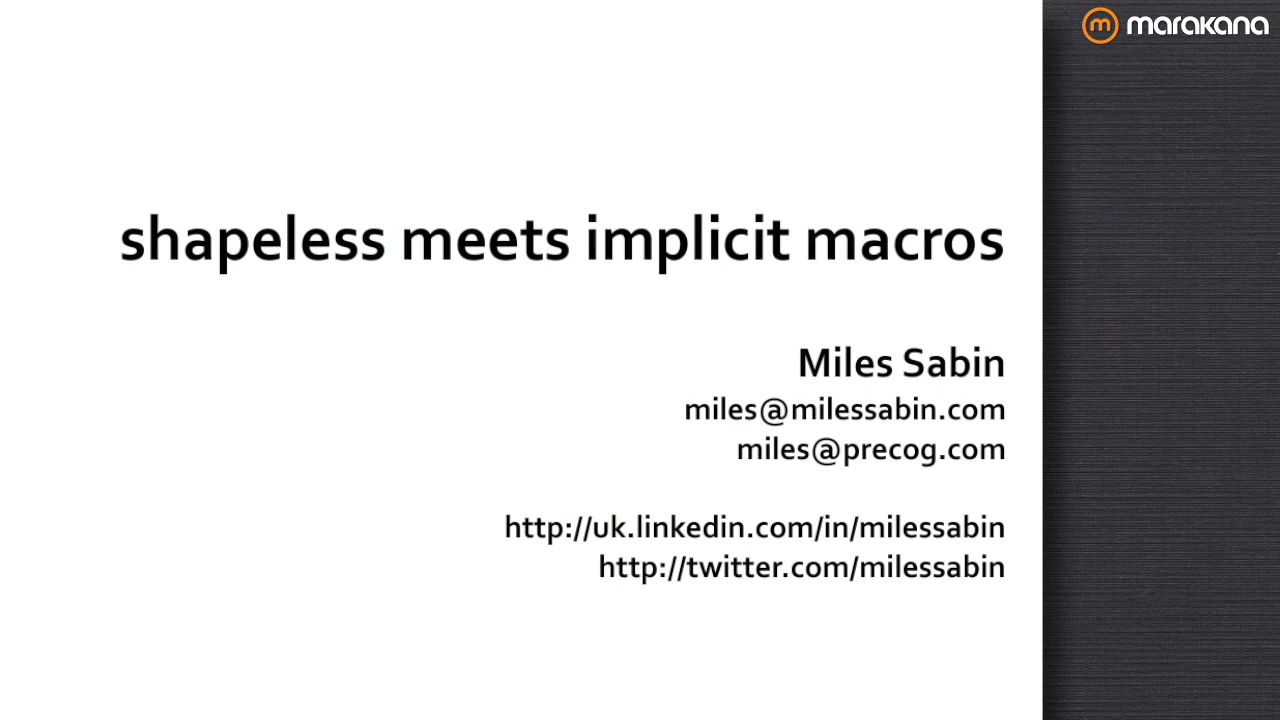 marakana
shapeless meets implicit macros
Miles Sabin
miles@milessabin.com
miles@precog.com
http://uk.linkedin.com/in/milessabin
http://twitter.com/milessabin